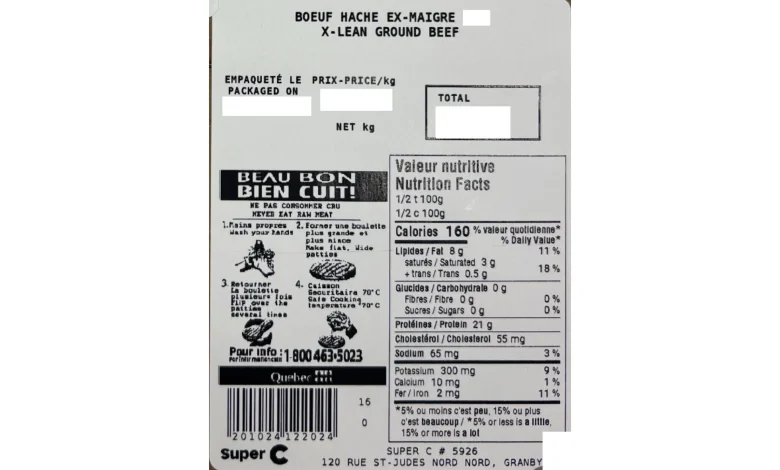 BOEUF HACHE EX-MAIGRE
X-LEAN GROUND BEEF
EMPAQUETÉ LE PRIX-PRICE/kg
PACKAGED ON
TOTAL
NET kg
BEAU BON
BIEN CUIT!
NE PAS CONSOMMER CRU
NEVER EAT RAW MEAT
1.Mains propres
Wash your hands
2.Former une boulette
plus grande et
plus mince
Make flat, wide
patties
3 Retourner
la boulette
plusieurs fois
Flip over the
patties
several times
4. Cuisson
Sécuritaire 70°C
Safe Cooking
temperature 70°C
Pour info:1-800 463-5023
For information call
Québec
16
0
201024 122024
Super C
Valeur nutritive
Nutrition Facts
1/2 t 100g
1/2 c 100g
Calories 160 % valeur quotidienne*
% Daily Value*
Lipides / Fat 8 g 11 %
saturés / Saturated 3 g
+ trans / Trans 0.5 g 18 %
Glucides / Carbohydrate 0 g
Fibres / Fibre 0 g 0 %
Sucres / Sugars 0 g 0 %
Protéines / Protein 21 g
Cholestérol / Cholesterol 55 mg
Sodium 65 mg 3 %
Potassium 300 mg 9 %
Calcium 10 mg 1 %
Fer / Iron 2 mg 11 %
*5% ou moins c'est peu, 15% ou plus
c'est beaucoup / *5% or less is a little,
15% or more is a lot
SUPER C # 5926
120 RUE ST-JUDES NORD NORD, GRANBY